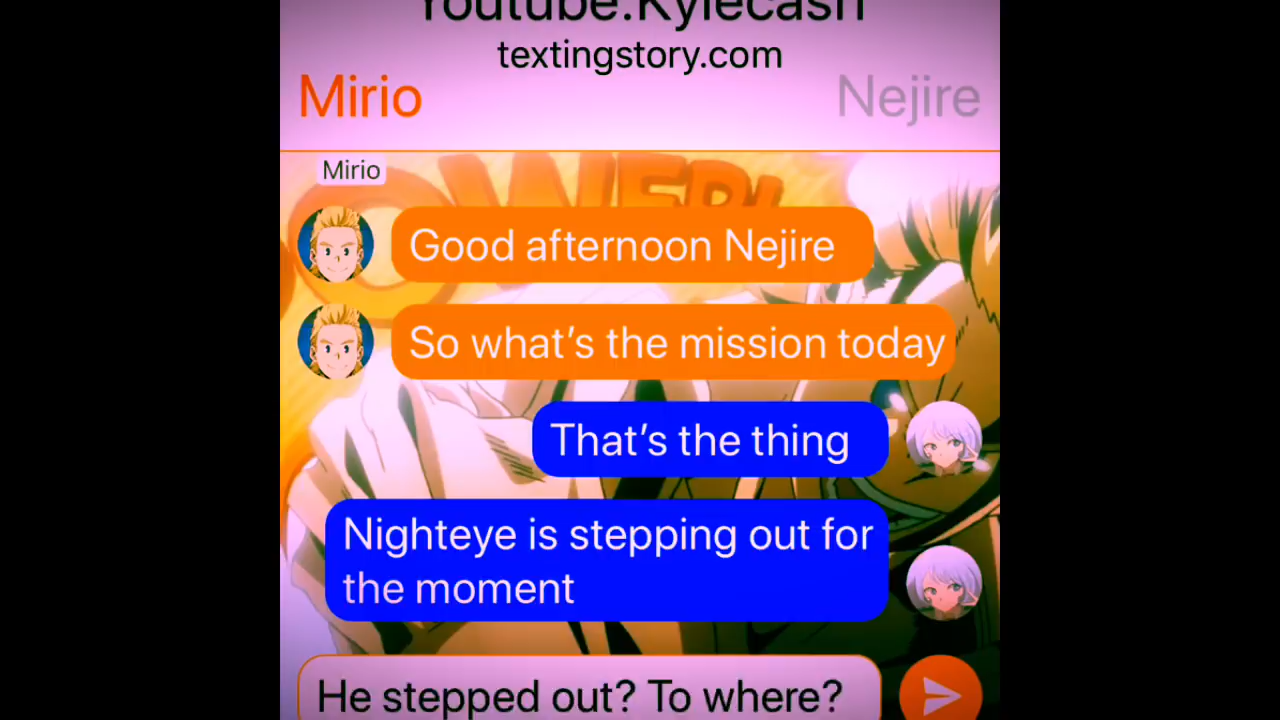 Youtube:Kylecash
textingstory.com
Mirio
Nejire
Mirio
Good afternoon Nejire
So what's the mission today
That's the thing
Nighteye is stepping out for
the moment
He stepped out? To where?